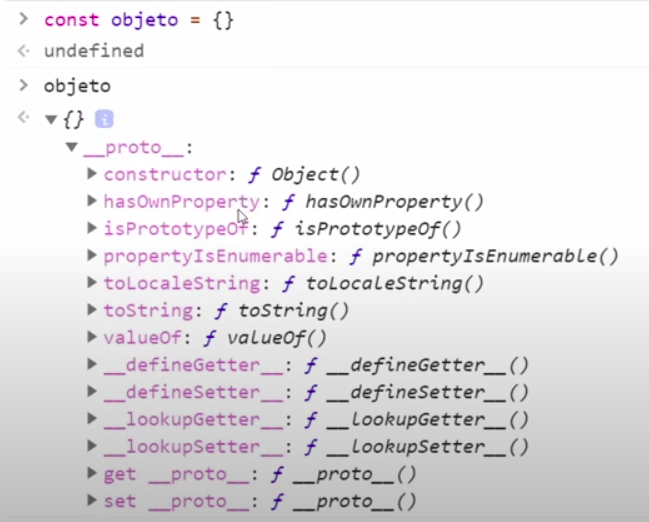 > const objeto = {}
undefined
> objeto
{} i
__proto__:
constructor: ƒ Object()
hasOwnProperty: ƒ hasOwnProperty()
isPrototypeOf: ƒ isPrototypeOf()
propertyIsEnumerable: ƒ propertyIsEnumerable()
toLocaleString: ƒ toLocaleString()
toString: ƒ toString()
valueOf: ƒ valueOf()
__defineGetter__: ƒ __defineGetter__()
__defineSetter__: ƒ __defineSetter__()
__lookupGetter__: ƒ __lookupGetter__()
__lookupSetter__: ƒ __lookupSetter__()
get __proto__: ƒ __proto__()
set __proto__: ƒ __proto__()